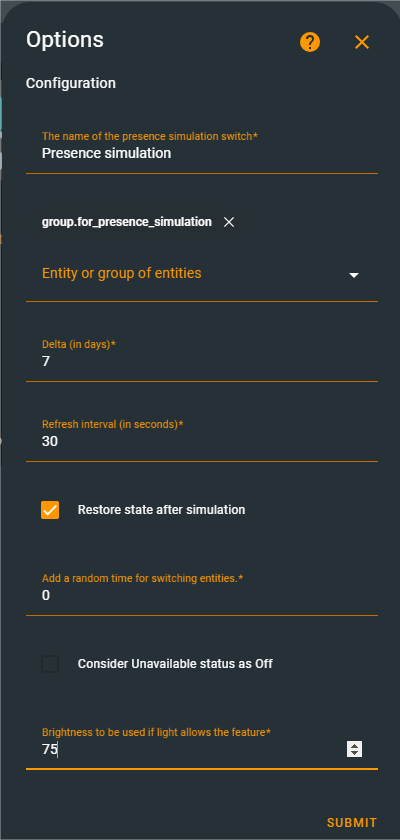 Options
Configuration
The name of the presence simulation switch*
Presence simulation
group.for_presence_simulation
Entity or group of entities
Delta (in days)*
7
Refresh interval (in seconds)*
30
Restore state after simulation
Add a random time for switching entities.*
0
Consider Unavailable status as Off
Brightness to be used if light allows the feature*
75
SUBMIT